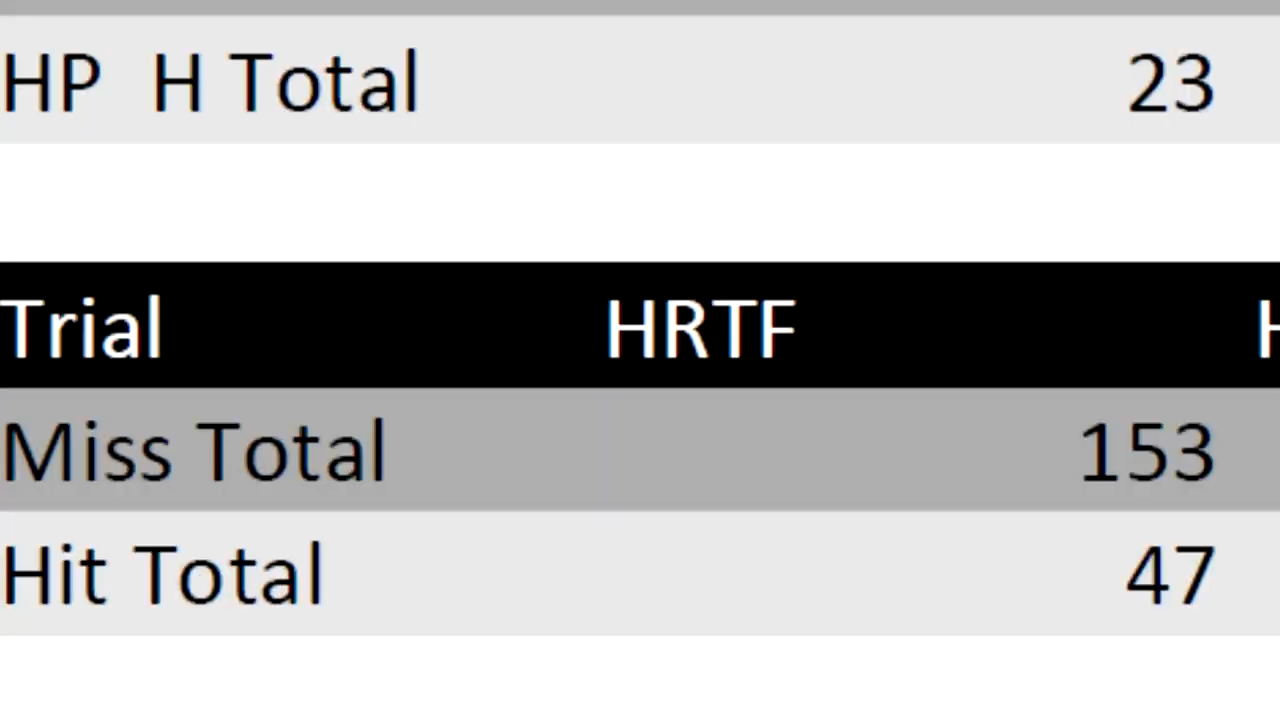 HP  H Total 23
Trial HRTF
Miss Total 153
Hit Total 47